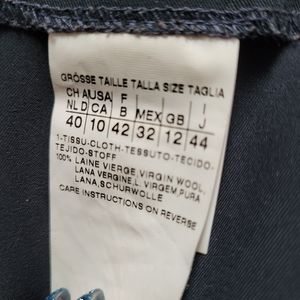 GRÖSSE TAILLE TALLA SIZE TAGLIA
CH AUSA F I
NL D CA B MEX GB J
40 10 42 32 12 44
1-TISSU-CLOTH-TESSUTO-TECIDO-
TEJIDO-STOFF
100% LAINE VIERGE, VIRGIN WOOL,
LANA VERGINE, L. VIRGEM, PURA
LANA, SCHURWOLLE
CARE INSTRUCTIONS ON REVERSE